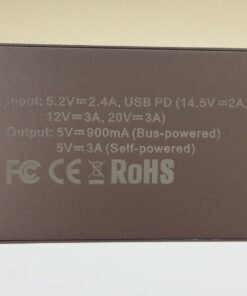 Input: 5.2V⎓2.4A, USB PD (14.5V⎓2A,
12V⎓3A, 20V⎓3A)
Output: 5V⎓900mA (Bus-powered)
5V⎓3A (Self-powered)
FC CE RoHS